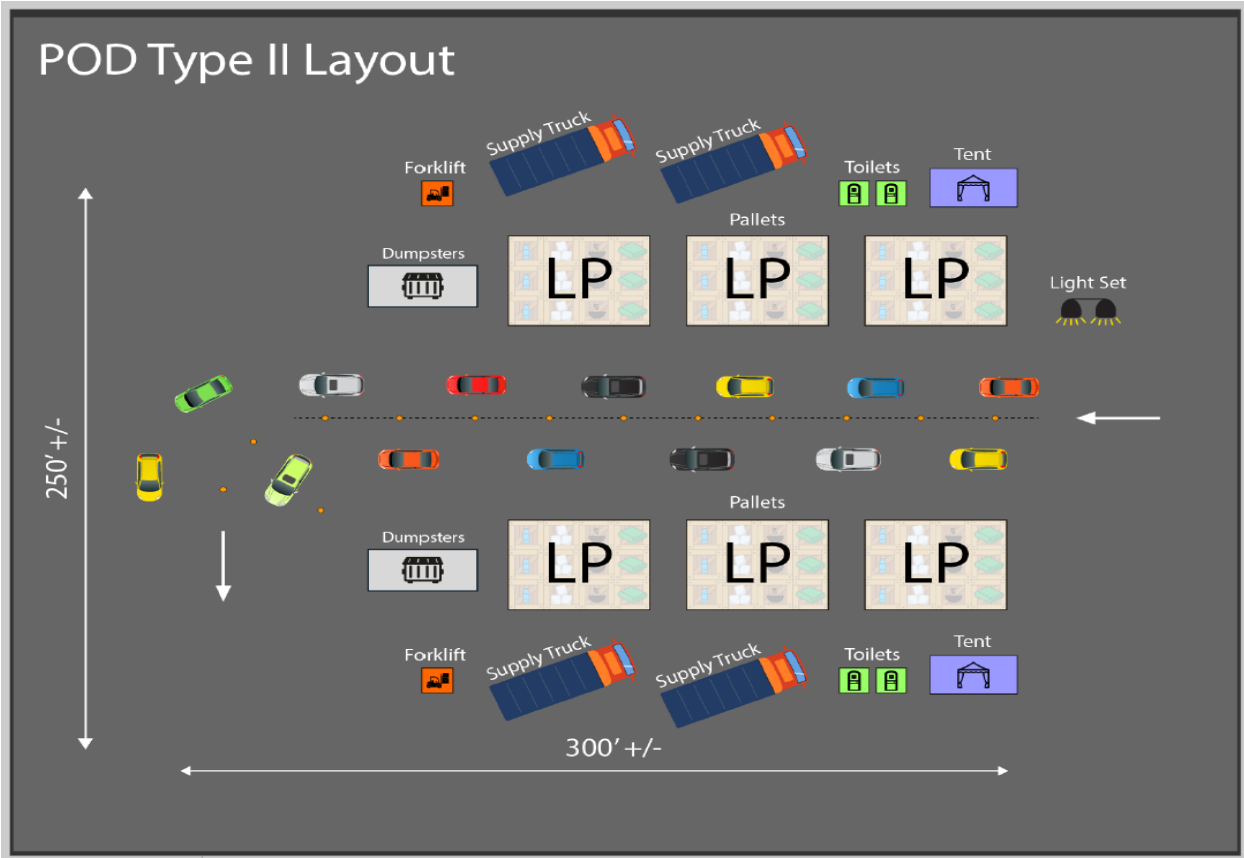 POD Type II Layout
Supply Truck
Supply Truck
Forklift
Toilets
Tent
Pallets
Dumpsters
LP
LP
LP
Light Set
250’ +/-
Pallets
Dumpsters
LP
LP
LP
Supply Truck
Supply Truck
Forklift
Toilets
Tent
300’ +/-